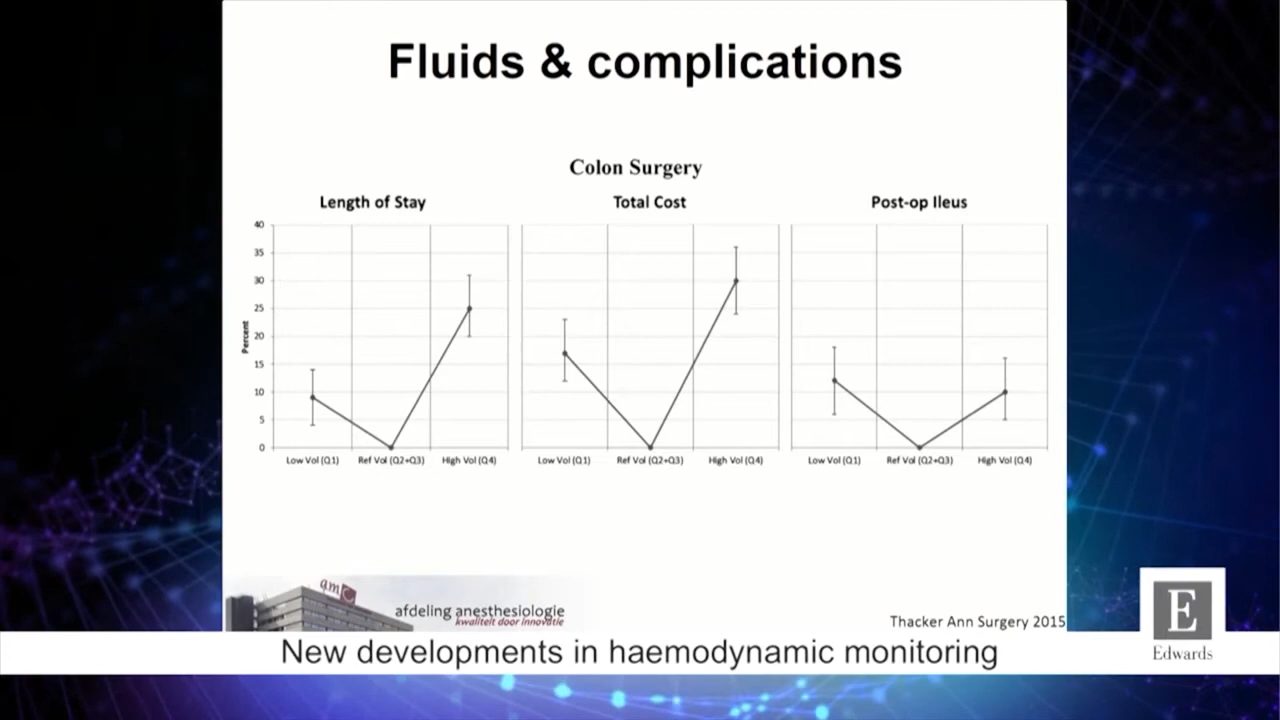 Fluids & complications
Colon Surgery
Length of Stay
Total Cost
Post-op Ileus
Percent
40
35
30
25
20
15
10
5
0
Low Vol (Q1)
Ref Vol (Q2+Q3)
High Vol (Q4)
Low Vol (Q1)
Ref Vol (Q2+Q3)
High Vol (Q4)
Low Vol (Q1)
Ref Vol (Q2+Q3)
High Vol (Q4)
amc
afdeling anesthesiologie
kwaliteit door innovatie
Thacker Ann Surgery 2015
New developments in haemodynamic monitoring
E
Edwards